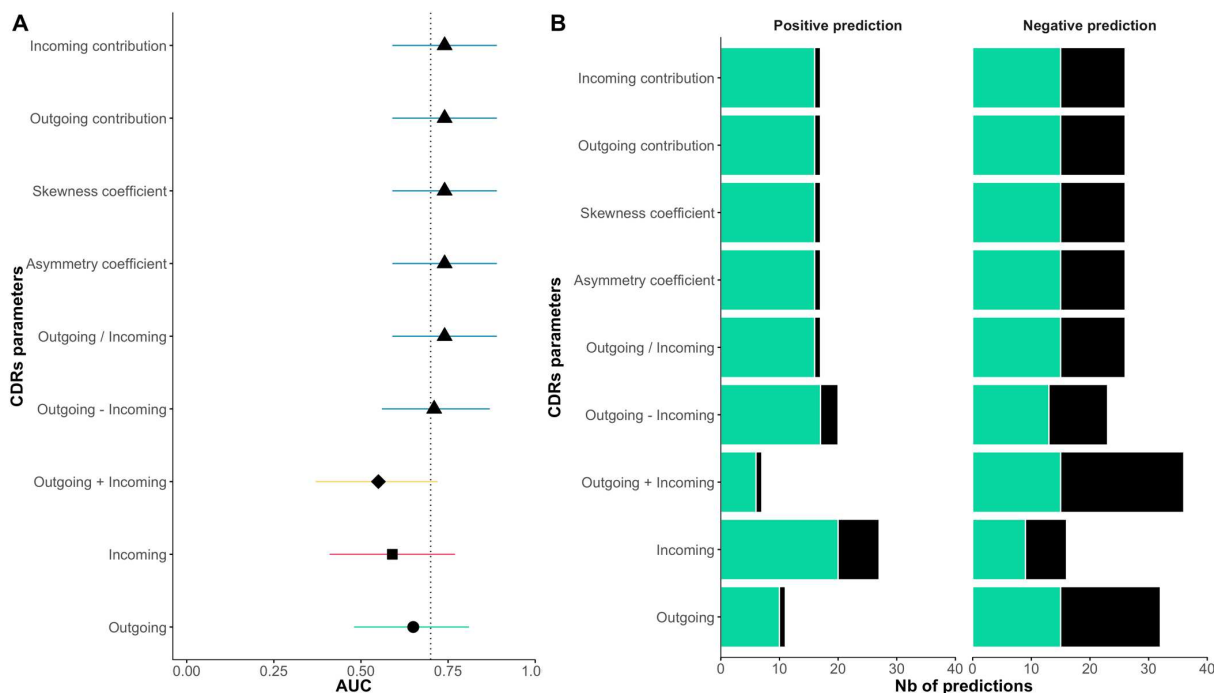 A
CDRs parameters
Incoming contribution
Outgoing contribution
Skewness coefficient
Asymmetry coefficient
Outgoing / Incoming
Outgoing - Incoming
Outgoing + Incoming
Incoming
Outgoing
0.00 0.25 0.50 0.75 1.0
AUC
B
Positive prediction Negative prediction
CDRs parameters
Incoming contribution
Outgoing contribution
Skewness coefficient
Asymmetry coefficient
Outgoing / Incoming
Outgoing - Incoming
Outgoing + Incoming
Incoming
Outgoing
0 10 20 30 40 0 10 20 30 40
Nb of predictions